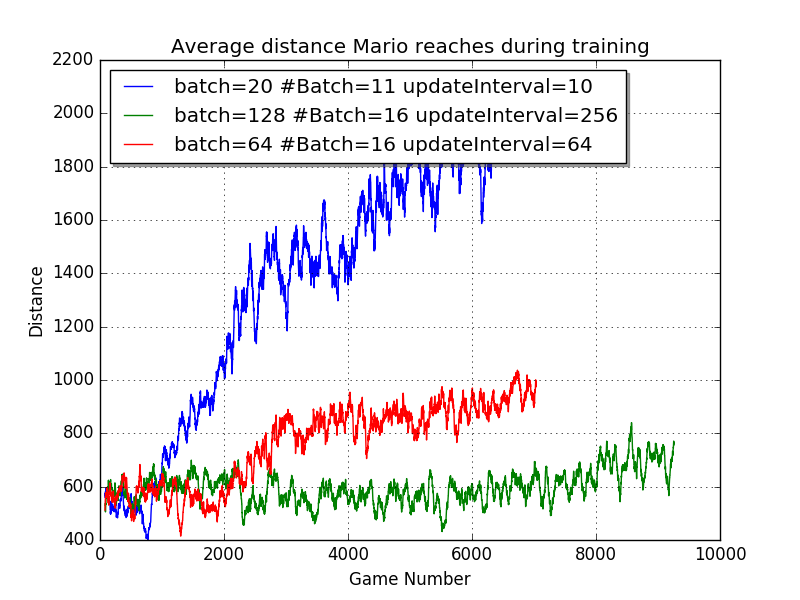 Average distance Mario reaches during training
batch=20 #Batch=11 updateInterval=10
batch=128 #Batch=16 updateInterval=256
batch=64 #Batch=16 updateInterval=64
2200
2000
1800
1600
1400
1200
1000
800
600
400
Distance
0 2000 4000 6000 8000 10000
Game Number